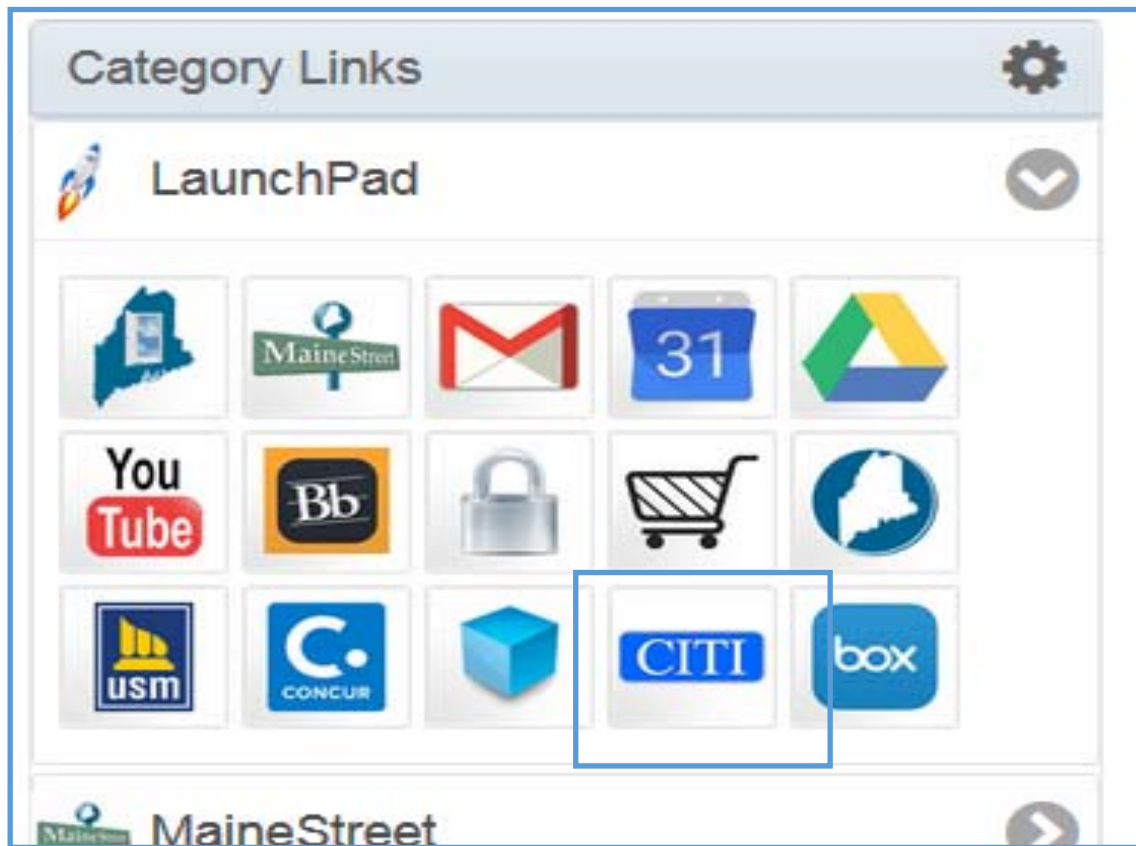 Category Links
LaunchPad
MaineStreet
31
You
Tube
Bb
usm
C.
CONCUR
CITI
box
MaineStreet